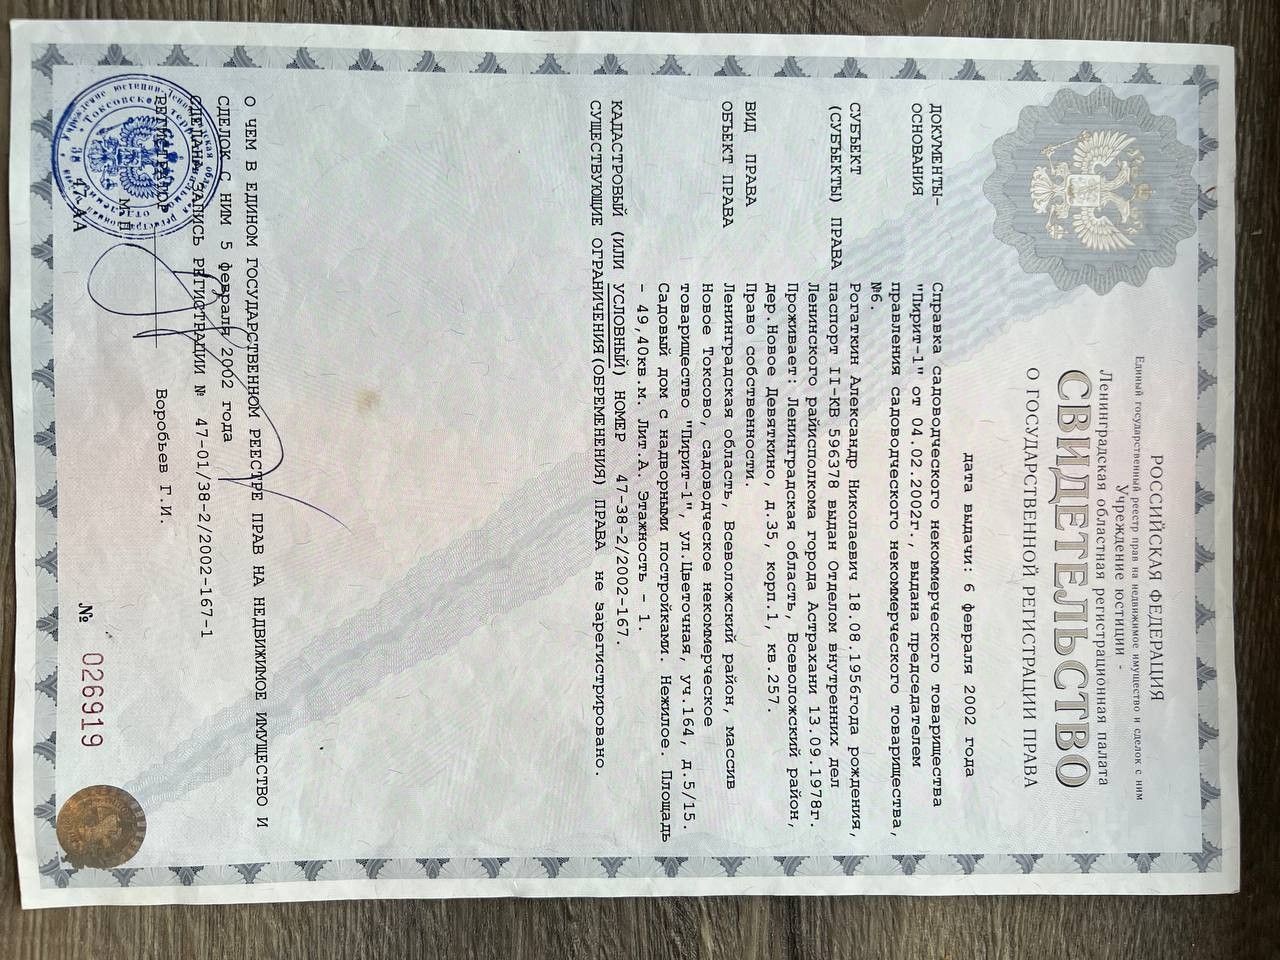 РОССИЙСКАЯ ФЕДЕРАЦИЯ
Единый государственный реестр прав на недвижимое имущество и сделок с ним
Учреждение юстиции -
Ленинградская областная регистрационная палата
СВИДЕТЕЛЬСТВО
О ГОСУДАРСТВЕННОЙ РЕГИСТРАЦИИ ПРАВА
дата выдачи: 6 февраля 2002 года
ДОКУМЕНТЫ- Справка садоводческого некоммерческого товарищества
ОСНОВАНИЯ "Пирит-1" от 04.02.2002г., выдана председателем
правления садоводческого некоммерческого товарищества,
№6.
СУБЪЕКТ Рогаткин Александр Николаевич 18.08.1956года рождения,
(СУБЪЕКТЫ) ПРАВА паспорт II-КВ 596378 выдан Отделом внутренних дел
Ленинского райисполкома города Астрахани 13.09.1978г.
Проживает: Ленинградская область, Всеволожский район,
дер.Новое Девяткино, д.35, корп.1, кв.257.
ВИД ПРАВА Право собственности.
ОБЪЕКТ ПРАВА Ленинградская область, Всеволожский район, массив
Новое Токсово, садоводческое некоммерческое
товарищество "Пирит-1", ул.Цветочная, уч.164, д.5/15.
Садовый дом с надворными постройками. Нежилое. Площадь
- 49,40кв.м. Лит.А. Этажность - 1.
КАДАСТРОВЫЙ (ИЛИ УСЛОВНЫЙ) НОМЕР 47-38-2/2002-167.
СУЩЕСТВУЮЩИЕ ОГРАНИЧЕНИЯ (ОБРЕМЕНЕНИЯ) ПРАВА не зарегистрировано.
О ЧЕМ В ЕДИНОМ ГОСУДАРСТВЕННОМ РЕЕСТРЕ ПРАВ НА НЕДВИЖИМОЕ ИМУЩЕСТВО И
СДЕЛОК С НИМ 5 февраля 2002 года
СДЕЛАНА ЗАПИСЬ РЕГИСТРАЦИИ № 47-01/38-2/2002-167-1
РЕГИСТРАТОР Воробьев Г.И.
М.П.
47 АА № 026919